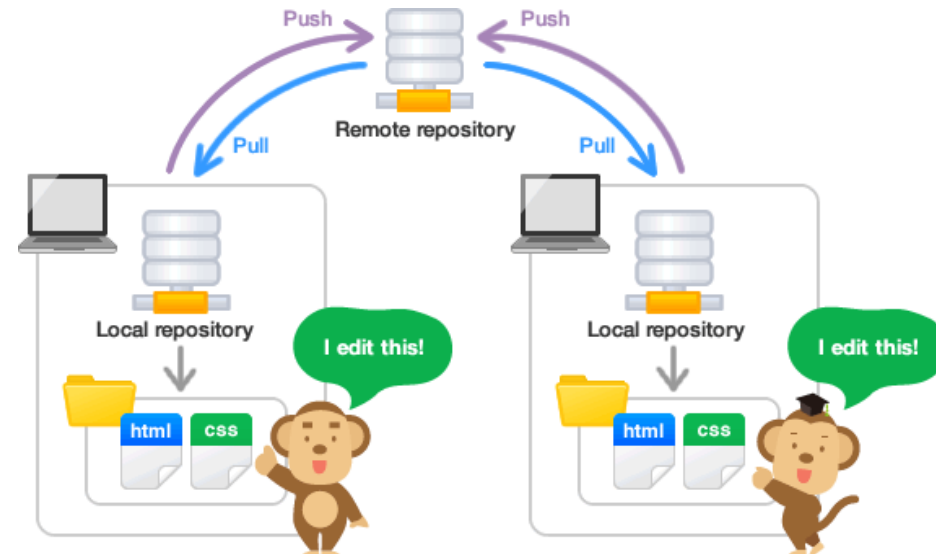 Push
Push
Remote repository
Pull
Pull
Local repository
Local repository
I edit this!
I edit this!
html
css
html
css